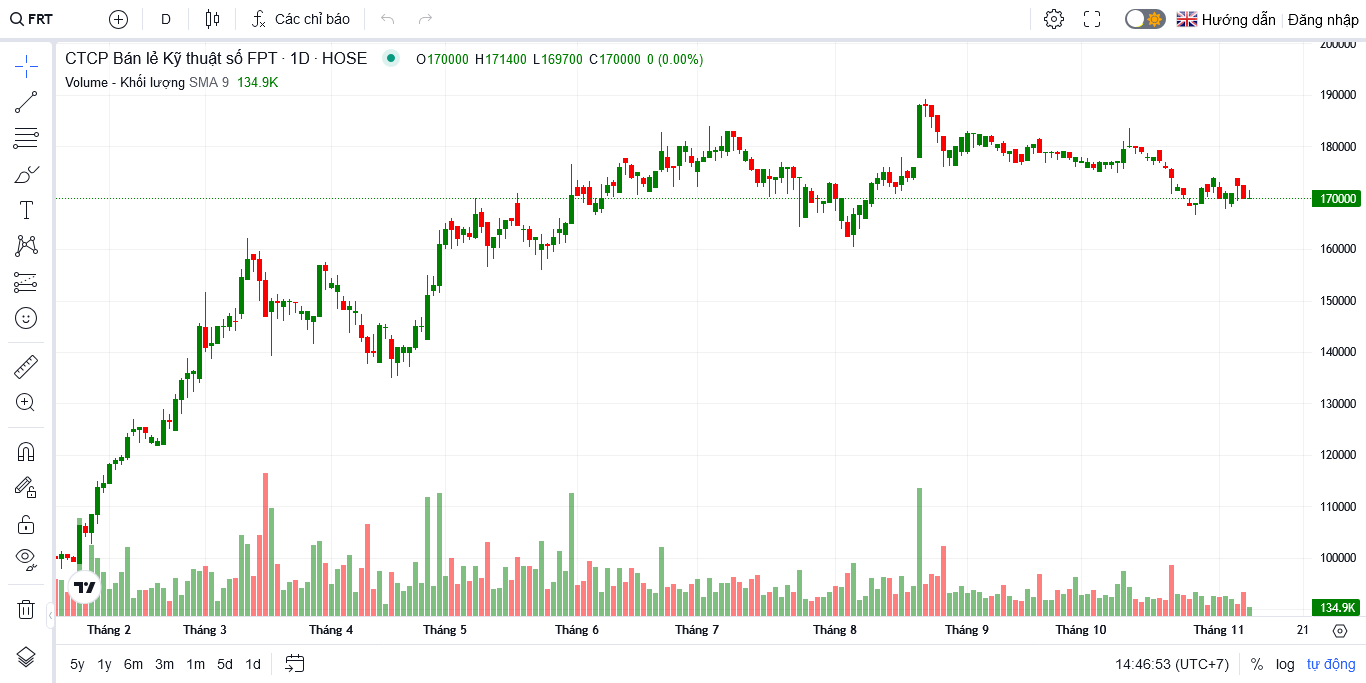 FRT D Các chỉ báo Hướng dẫn Đăng nhập
CTCP Bán lẻ Kỹ thuật số FPT · 1D · HOSE O170000 H171400 L169700 C170000 0 (0.00%)
Volume - Khối lượng SMA 9 134.9K
200000
190000
180000
170000
160000
150000
140000
130000
120000
110000
100000
134.9K
Tháng 2 Tháng 3 Tháng 4 Tháng 5 Tháng 6 Tháng 7 Tháng 8 Tháng 9 Tháng 10 Tháng 11 21
5y 1y 6m 3m 1m 5d 1d 14:46:53 (UTC+7) % log tự động